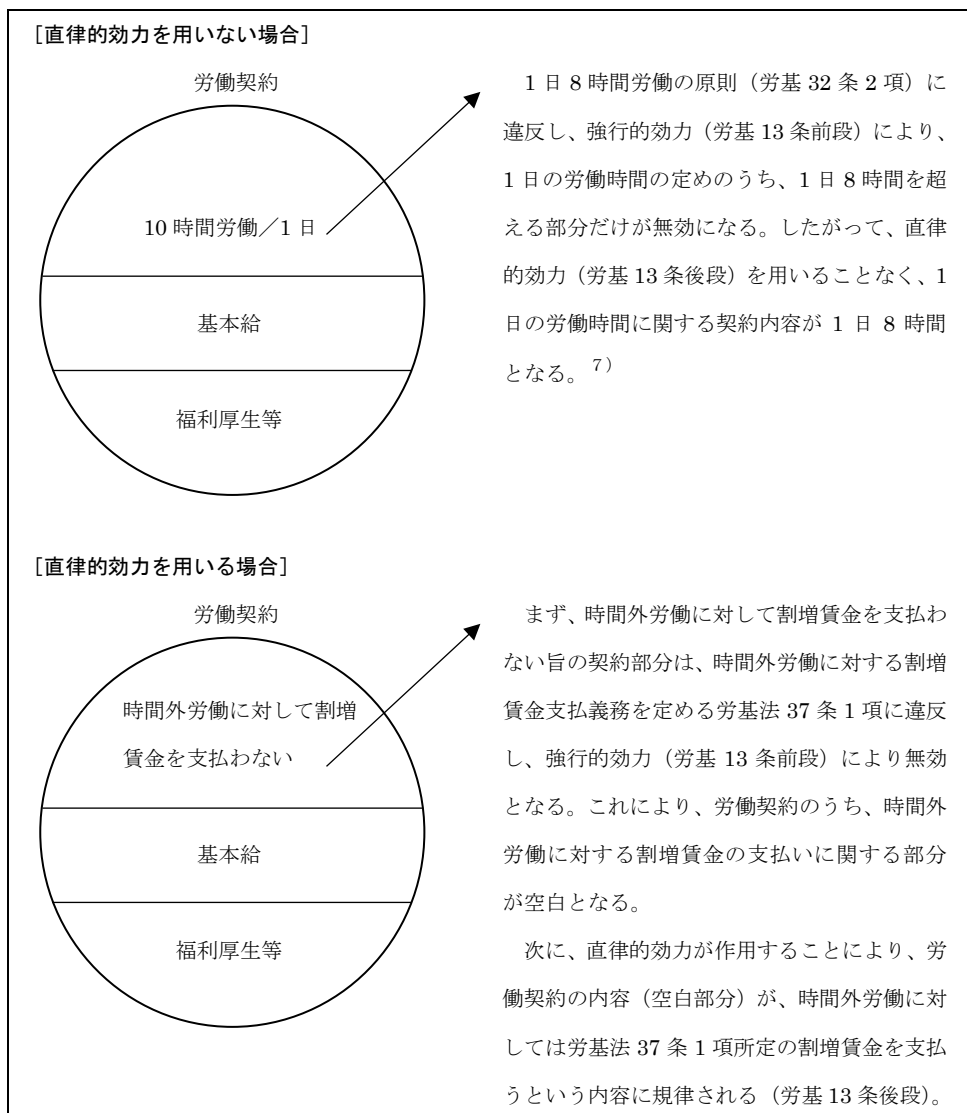 ［直律的効力を用いない場合］
労働契約
10 時間労働／1 日
基本給
福利厚生等
1 日 8 時間労働の原則（労基 32 条 2 項）に
違反し、強行的効力（労基 13 条前段）により、
1 日の労働時間の定めのうち、1 日 8 時間を超
える部分だけが無効になる。したがって、直律
的効力（労基 13 条後段）を用いることなく、1
日の労働時間に関する契約内容が 1 日 8 時間
となる。７）
［直律的効力を用いる場合］
労働契約
時間外労働に対して割増
賃金を支払わない
基本給
福利厚生等
まず、時間外労働に対して割増賃金を支払わ
ない旨の契約部分は、時間外労働に対する割増
賃金支払義務を定める労基法 37 条 1 項に違反
し、強行的効力（労基 13 条前段）により無効
となる。これにより、労働契約のうち、時間外
労働に対する割増賃金の支払いに関する部分
が空白となる。
次に、直律的効力が作用することにより、労
働契約の内容（空白部分）が、時間外労働に対
しては労基法 37 条 1 項所定の割増賃金を支払
うという内容に規律される（労基 13 条後段）。